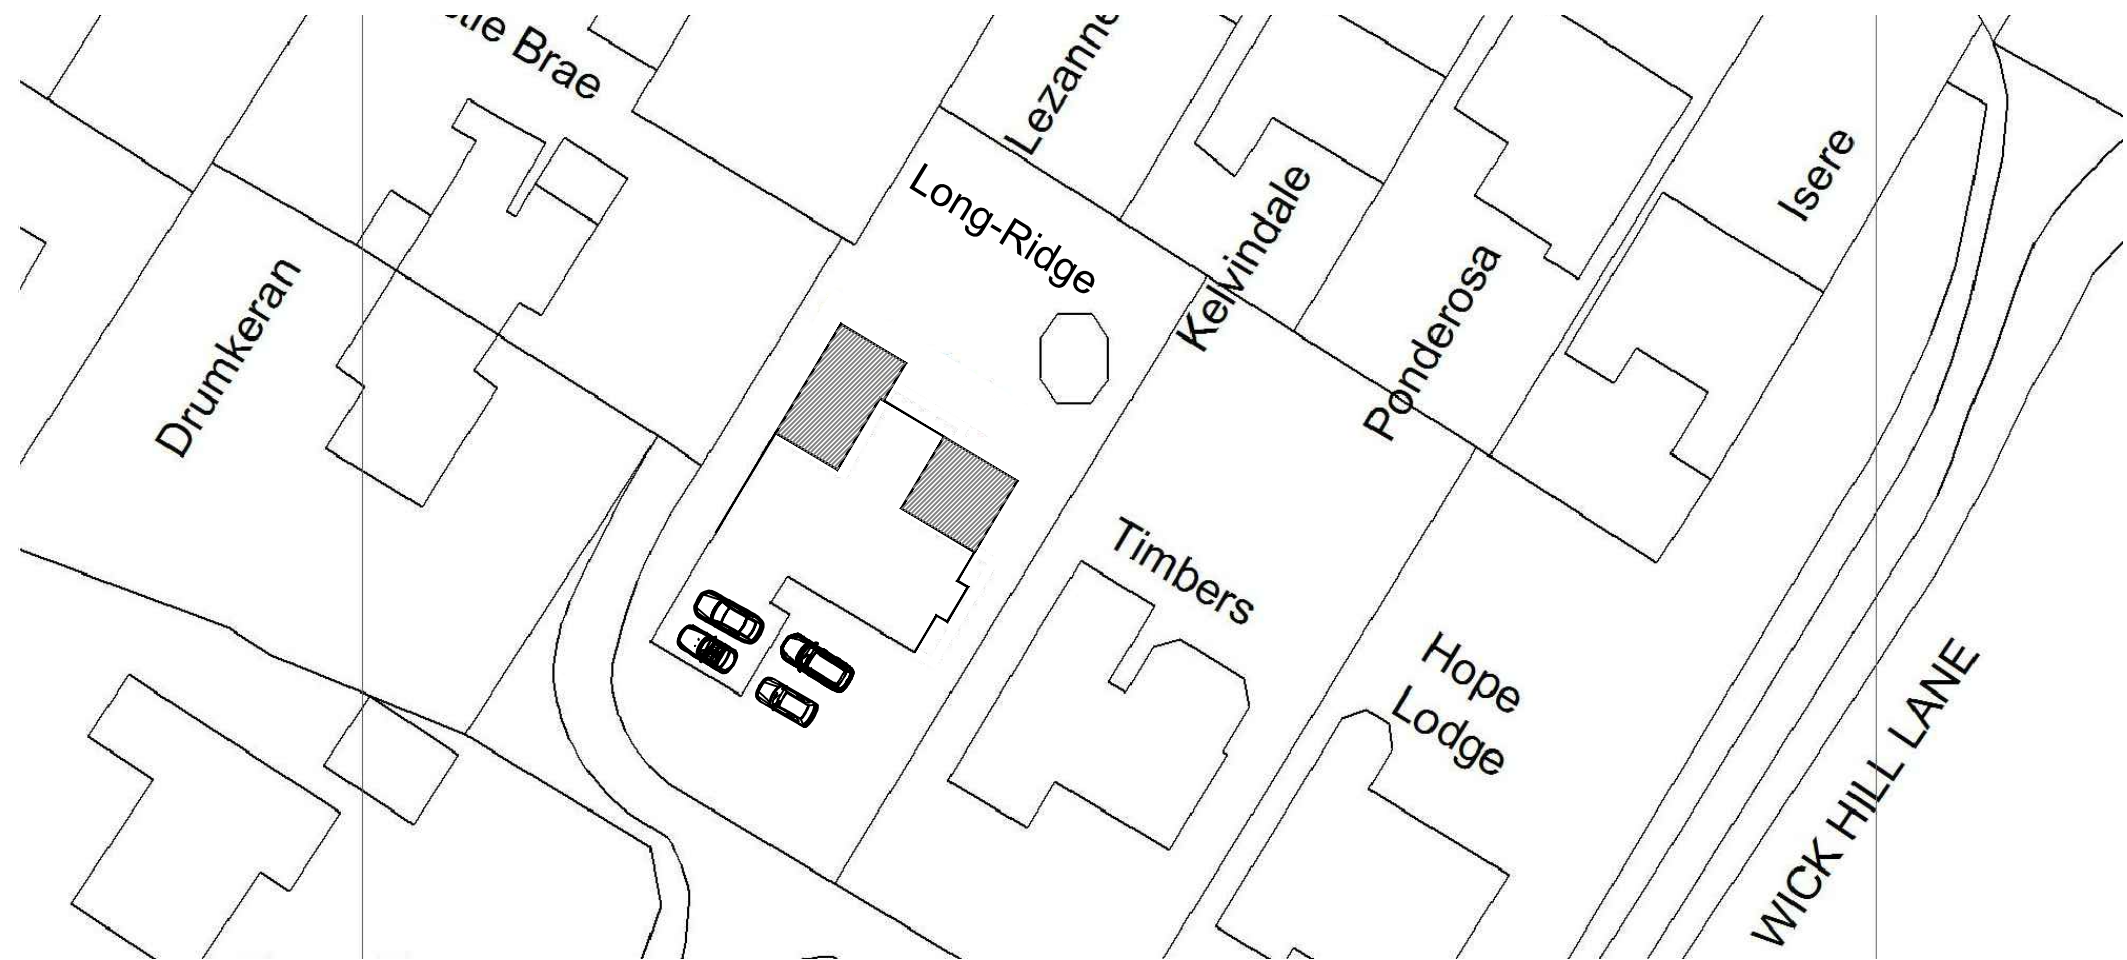 Brae
Lezanne
Long-Ridge
Isere
Kelvindale
Drumkeran
Ponderosa
Timbers
Hope
Lodge
WICK HILL LANE